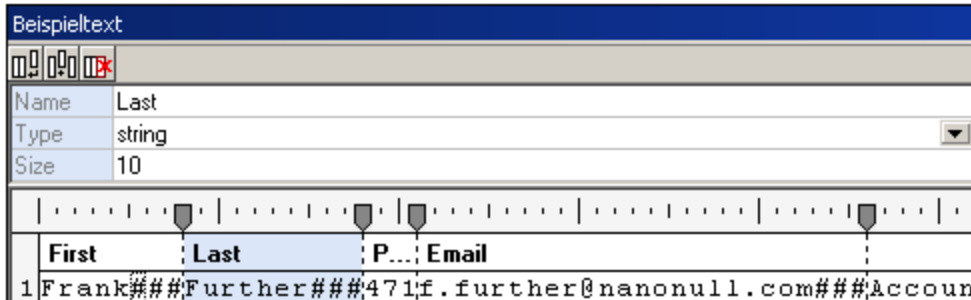 Beispieltext
Name Last
Type string
Size 10
First Last P... Email
1 Frank###Further###471f.further@nanonull.com###Accoun